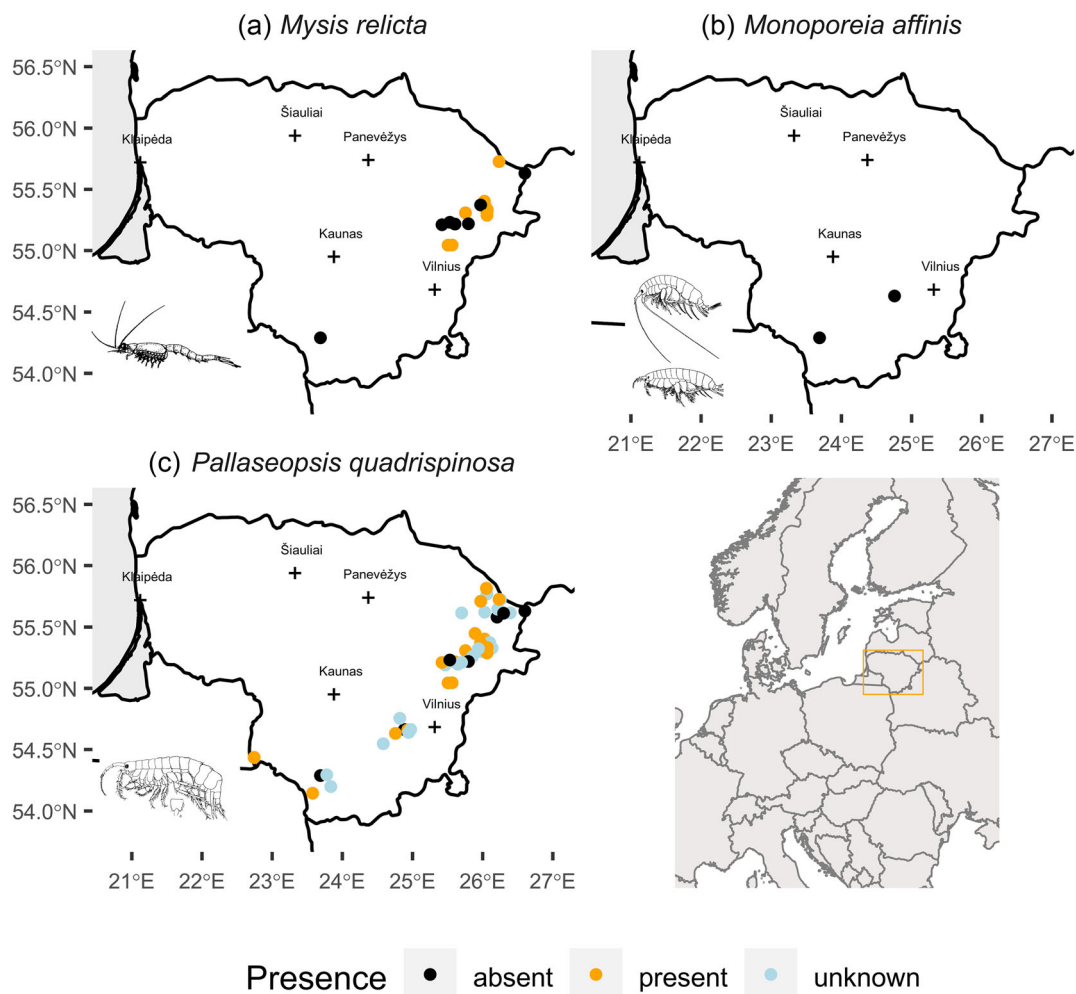 (a) Mysis relicta
(b) Monoporeia affinis
56.5°N
56.0°N
55.5°N
55.0°N
54.5°N
54.0°N
Klaipėda
Šiauliai
Panevėžys
Kaunas
Vilnius
Klaipėda
Šiauliai
Panevėžys
Kaunas
Vilnius
21°E 22°E 23°E 24°E 25°E 26°E 27°E
(c) Pallaseopsis quadrispinosa
56.5°N
56.0°N
55.5°N
55.0°N
54.5°N
54.0°N
Klaipėda
Šiauliai
Panevėžys
Kaunas
Vilnius
21°E 22°E 23°E 24°E 25°E 26°E 27°E
Presence absent present unknown